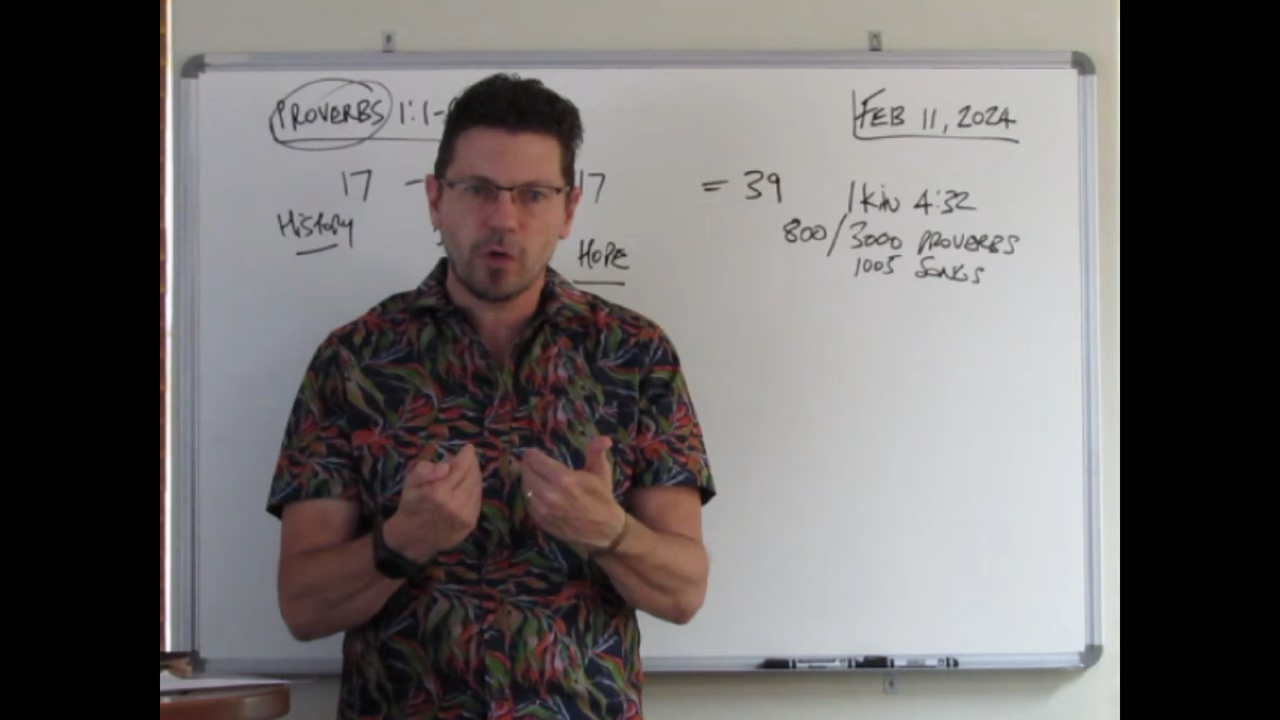 PROVERBS 1:1-
FEB 11, 2024
17 - 17 = 39
1 Kin 4:32
History
800/3000 PROVERBS
HOPE
1005 SONGS